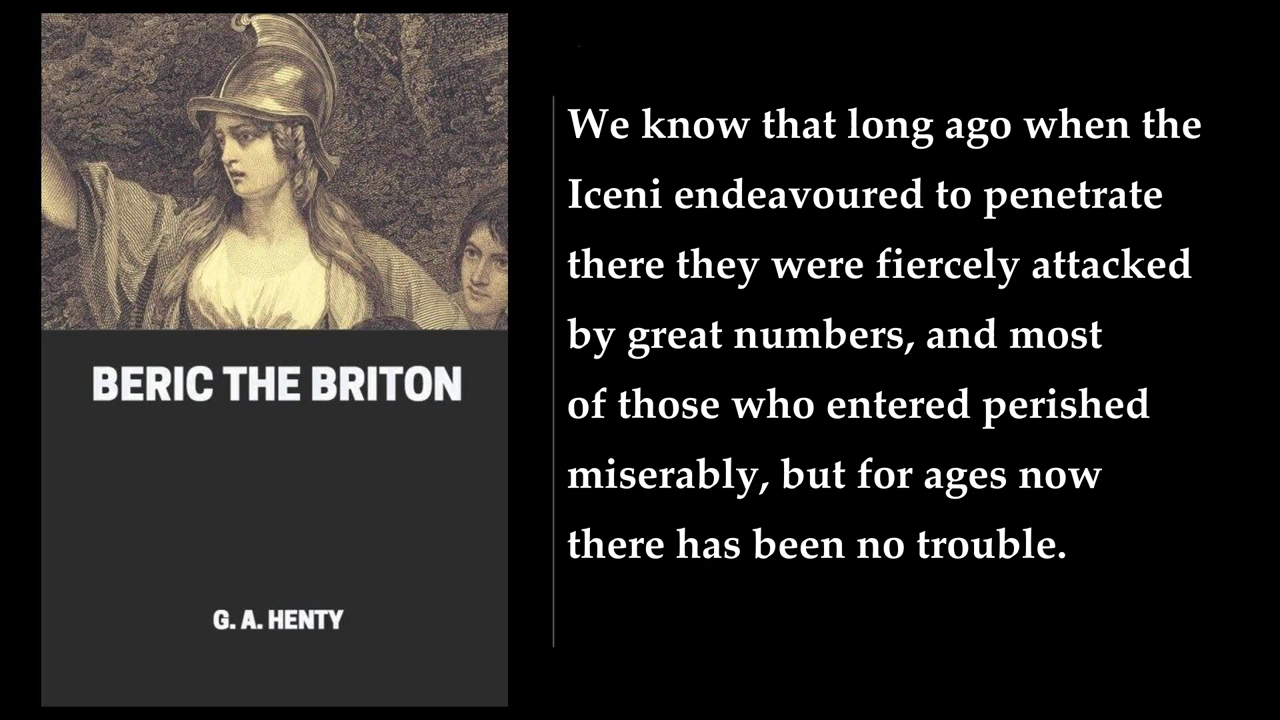 BERIC THE BRITON
G. A. HENTY
We know that long ago when the
Iceni endeavoured to penetrate
there they were fiercely attacked
by great numbers, and most
of those who entered perished
miserably, but for ages now
there has been no trouble.